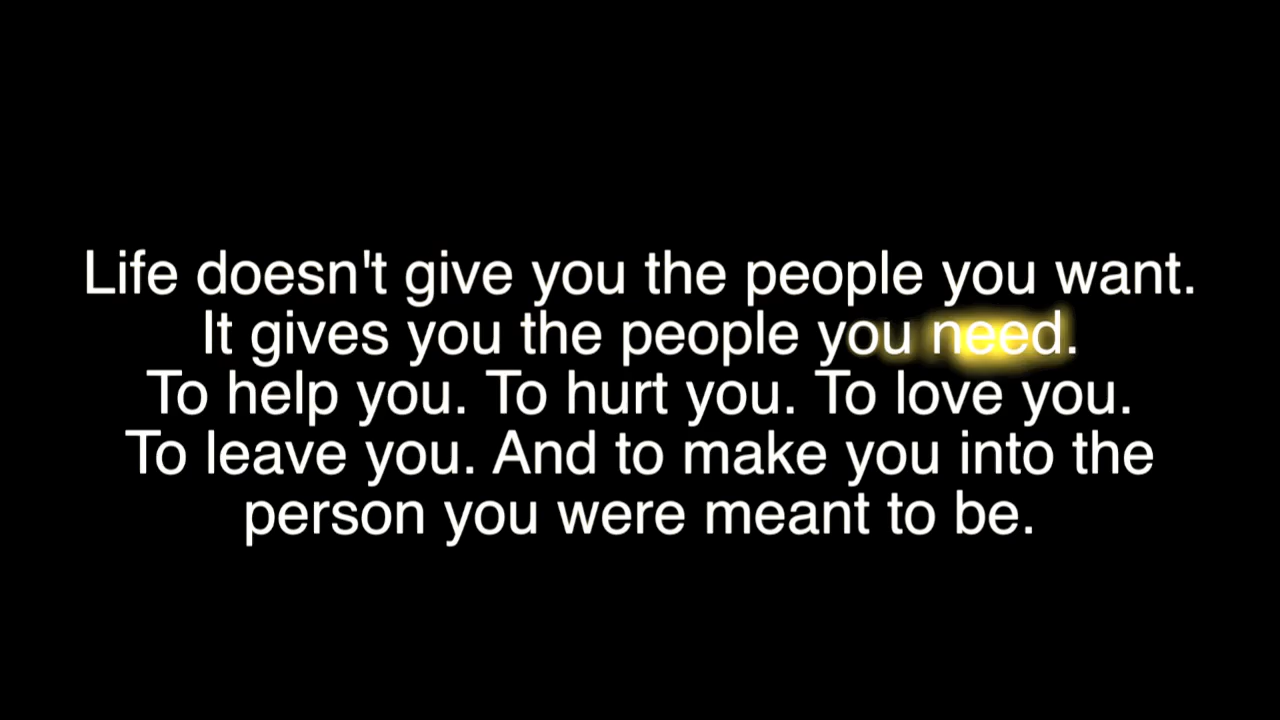 Life doesn't give you the people you want.
It gives you the people you need.
To help you. To hurt you. To love you.
To leave you. And to make you into the
person you were meant to be.